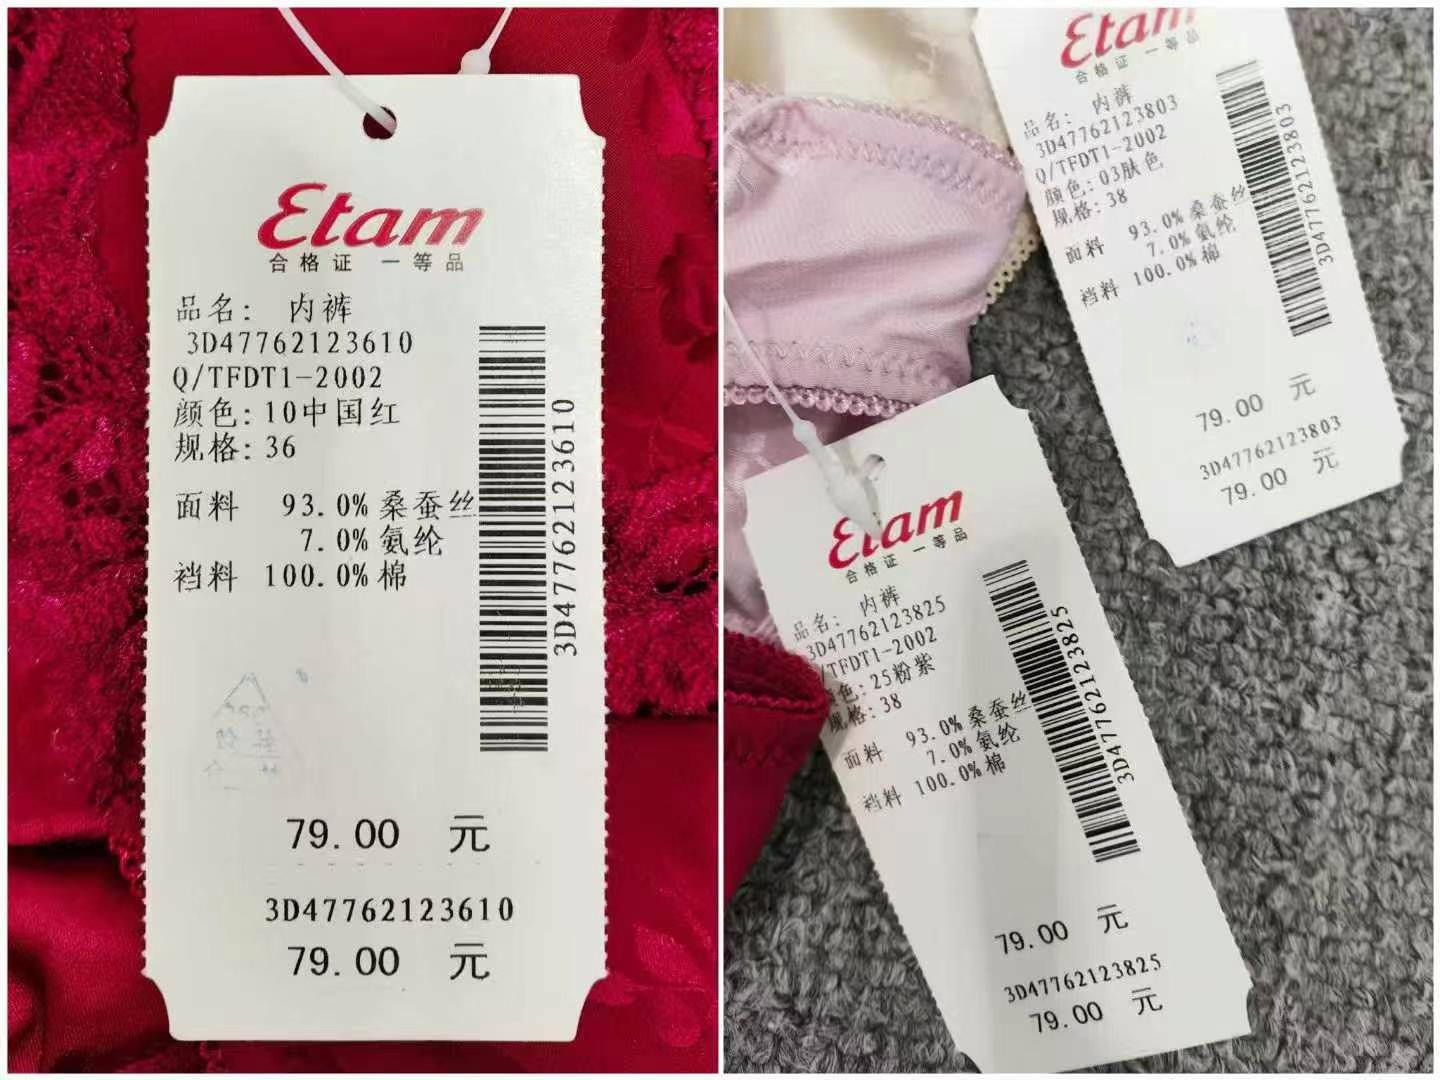 Etam
合格证 一等品
品名: 内裤
3D47762123610
Q/TFDT1-2002
颜色:10中国红
规格:36
面料 93.0%桑蚕丝
7.0%氨纶
裆料 100.0%棉
3D47762123610
79.00 元
3D47762123610
79.00 元
Etam
合格证 一等品
品名: 内裤
3D47762123803
Q/TFDT1-2002
颜色:03肤色
规格:38
面料 93.0%桑蚕丝
7.0%氨纶
裆料 100.0%棉
3D47762123803
79.00 元
3D47762123803
79.00 元
Etam
合格证 一等品
品名: 内裤
3D47762123825
/TFDT1-2002
色:25粉紫
规格:38
面料 93.0%桑蚕丝
7.0%氨纶
裆料 100.0%棉
3D47762123825
79.00 元
3D47762123825
79.00 元